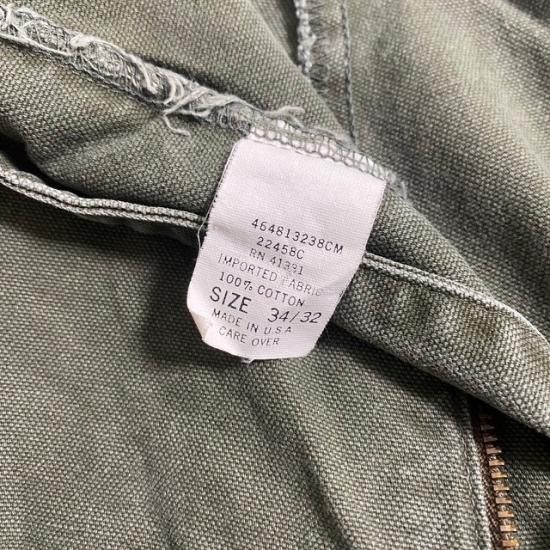 464813238CM
22458C
RN 41381
IMPORTED FABRIC
100% COTTON
SIZE 34/32
MADE IN U.S.A
CARE OVER